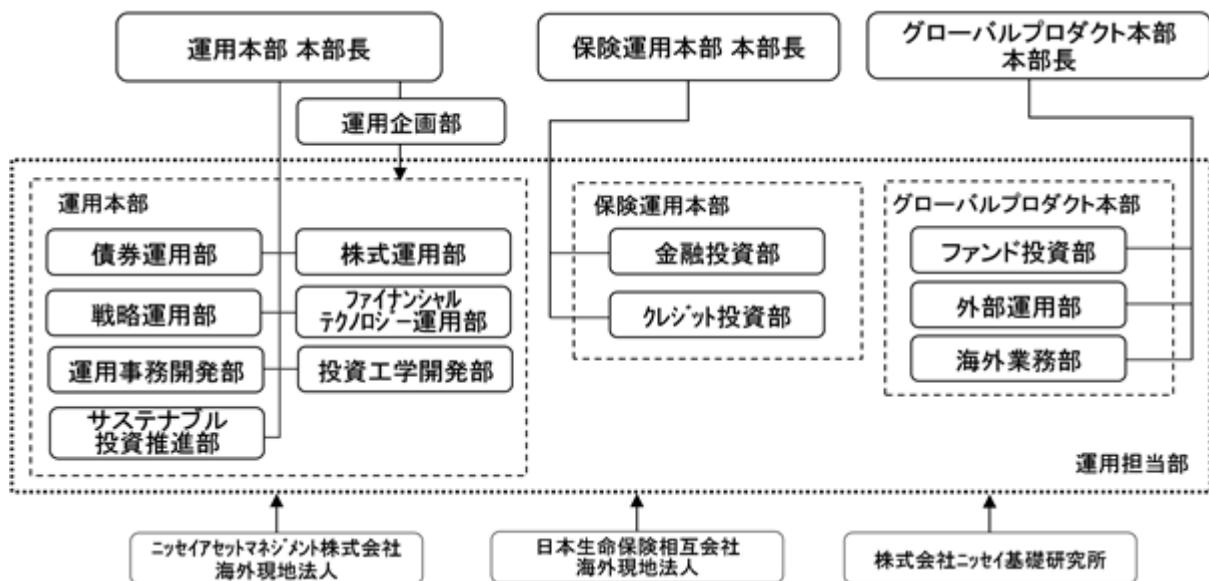 運用本部 本部長
保険運用本部 本部長
グローバルプロダクト本部
本部長
運用企画部
運用本部
債券運用部
株式運用部
戦略運用部
ファイナンシャル
テクノロジー運用部
運用事務開発部
投資工学開発部
サステナブル
投資推進部
保険運用本部
金融投資部
クレジット投資部
グローバルプロダクト本部
ファンド投資部
外部運用部
海外業務部
運用担当部
ニッセイアセットマネジメント株式会社
海外現地法人
日本生命保険相互会社
海外現地法人
株式会社ニッセイ基礎研究所